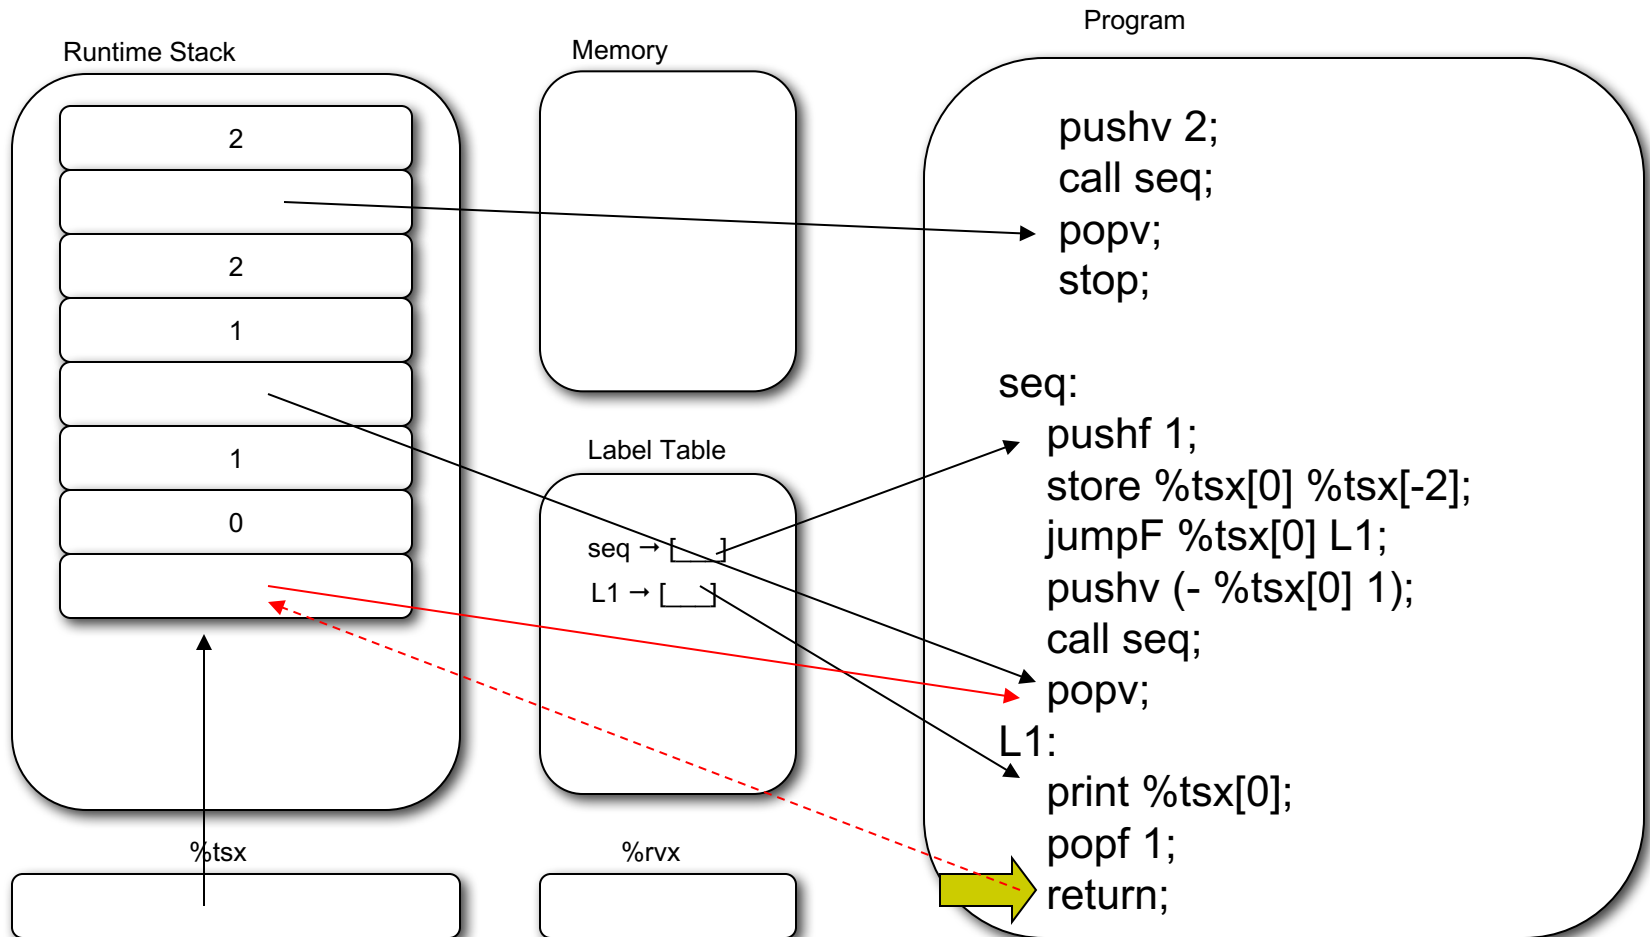 Program
Runtime Stack
Memory
2
2
1
1
0
Label Table
seq → [___]
L1 → [___]
%tsx
%rvx
pushv 2;
call seq;
popv;
stop;
seq:
pushf 1;
store %tsx[0] %tsx[-2];
jumpF %tsx[0] L1;
pushv (- %tsx[0] 1);
call seq;
popv;
L1:
print %tsx[0];
popf 1;
return;